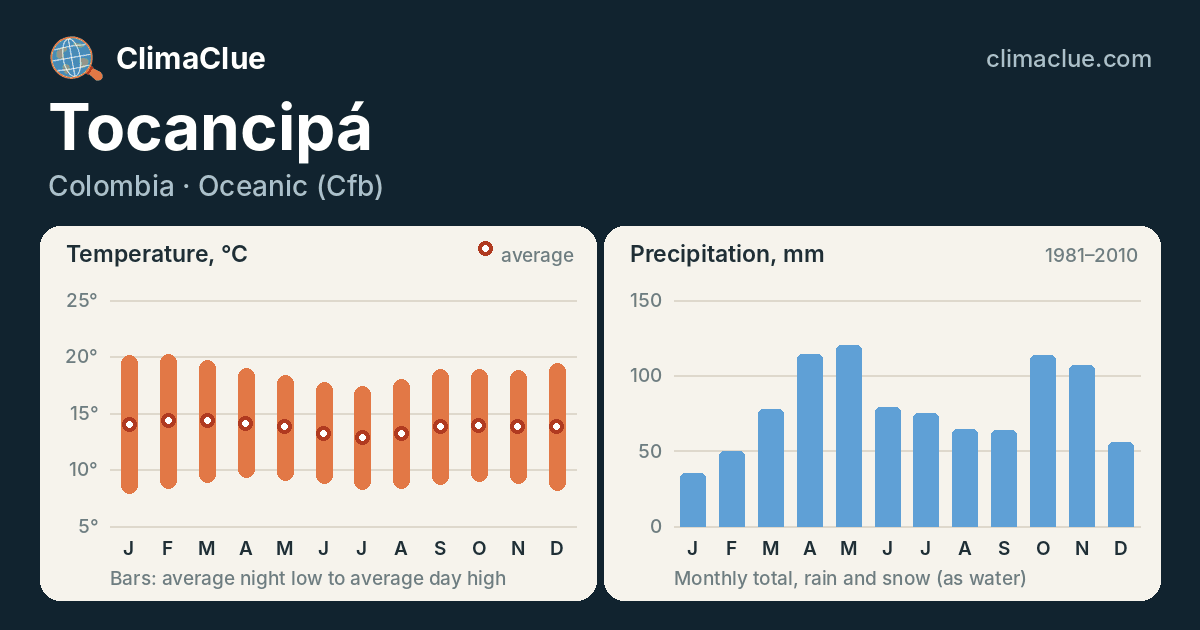 ClimaClue
climaclue.com
Tocancipá
Colombia · Oceanic (Cfb)
Temperature, °C
average
25°
20°
15°
10°
5°
J F M A M J J A S O N D
Bars: average night low to average day high
Precipitation, mm
1981–2010
150
100
50
0
J F M A M J J A S O N D
Monthly total, rain and snow (as water)